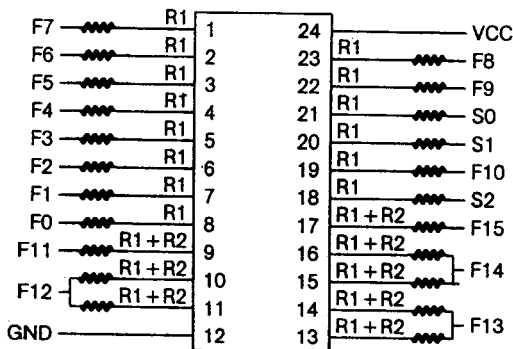 F7 R1 1 24 VCC
F6 R1 2 23 R1 F8
F5 R1 3 22 R1 F9
F4 R1 4 21 R1 S0
F3 R1 5 20 R1 S1
F2 R1 6 19 R1 F10
F1 R1 7 18 R1 S2
F0 R1 8 17 R1+R2 F15
F11 R1+R2 9 16 R1+R2
F12 R1+R2 10 15 R1+R2 F14
R1+R2 11 14 R1+R2
GND 12 13 R1+R2 F13